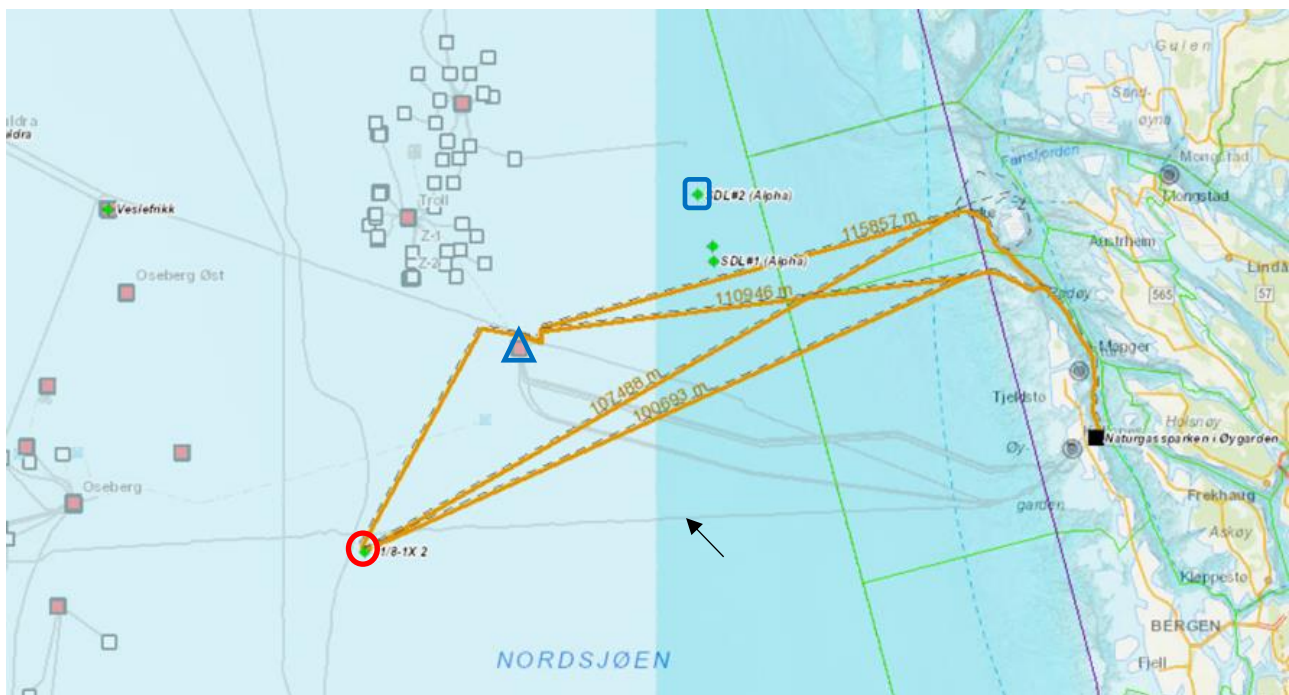 Gulen
Sand-
øyna
Fensfjorden
Mongstad
Mongstad
uldra
Veslefrikk
Troll
Z-1
Z-2
SDL#2 (Alpha)
Austrheim
115857 m
SDL#1 (Alpha)
Lindå
Oseberg Øst
110946 m
Radøy
565
57
Manger
107488 m
100693 m
Tjeldstø
Holsnøy
Naturgassparken i Øygarden
Øy-
Oseberg
garden
Frekhaug
Askøy
1/8-1X 2
Kleppestø
BERGEN
NORDSJØEN
Fjell